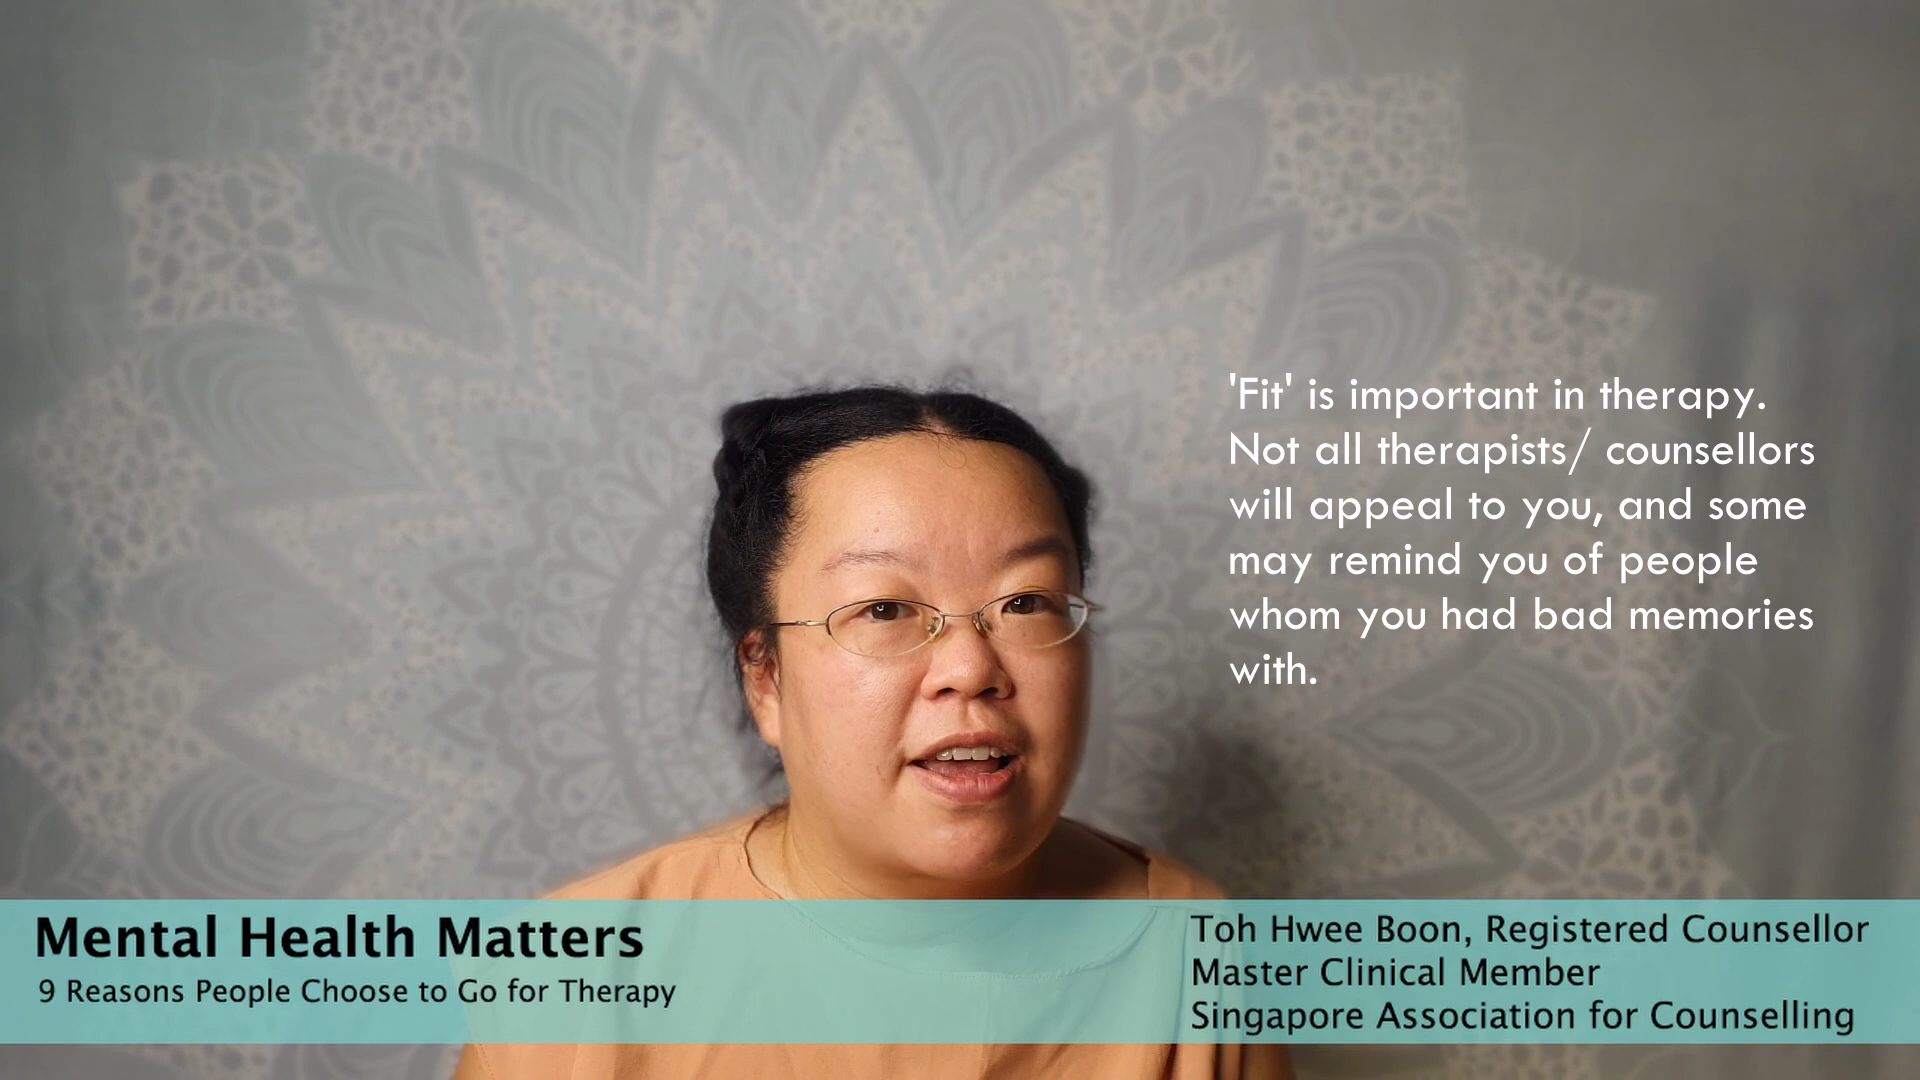 'Fit' is important in therapy.
Not all therapists/ counsellors
will appeal to you, and some
may remind you of people
whom you had bad memories
with.
Mental Health Matters
9 Reasons People Choose to Go for Therapy
Toh Hwee Boon, Registered Counsellor
Master Clinical Member
Singapore Association for Counselling